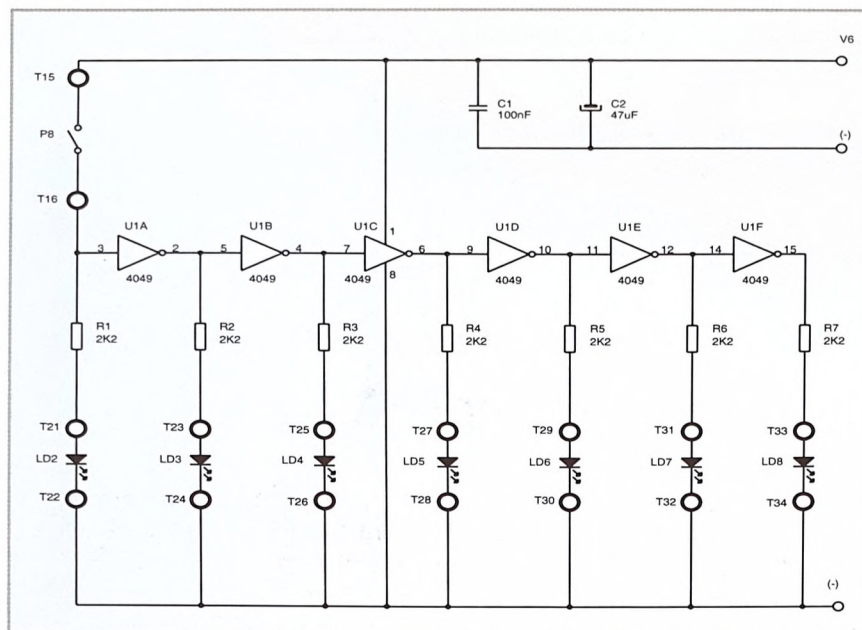 V6
T15
C1
100nF
C2
47uF
P8
(-)
T16
U1A
U1B
U1C
U1D
U1E
U1F
1
3
2
5
4
7
6
9
10
11
12
14
15
4049
4049
4049
8
4049
4049
4049
R1
2K2
R2
2K2
R3
2K2
R4
2K2
R5
2K2
R6
2K2
R7
2K2
T21
T23
T25
T27
T29
T31
T33
LD2
LD3
LD4
LD5
LD6
LD7
LD8
T22
T24
T26
T28
T30
T32
T34
(-)